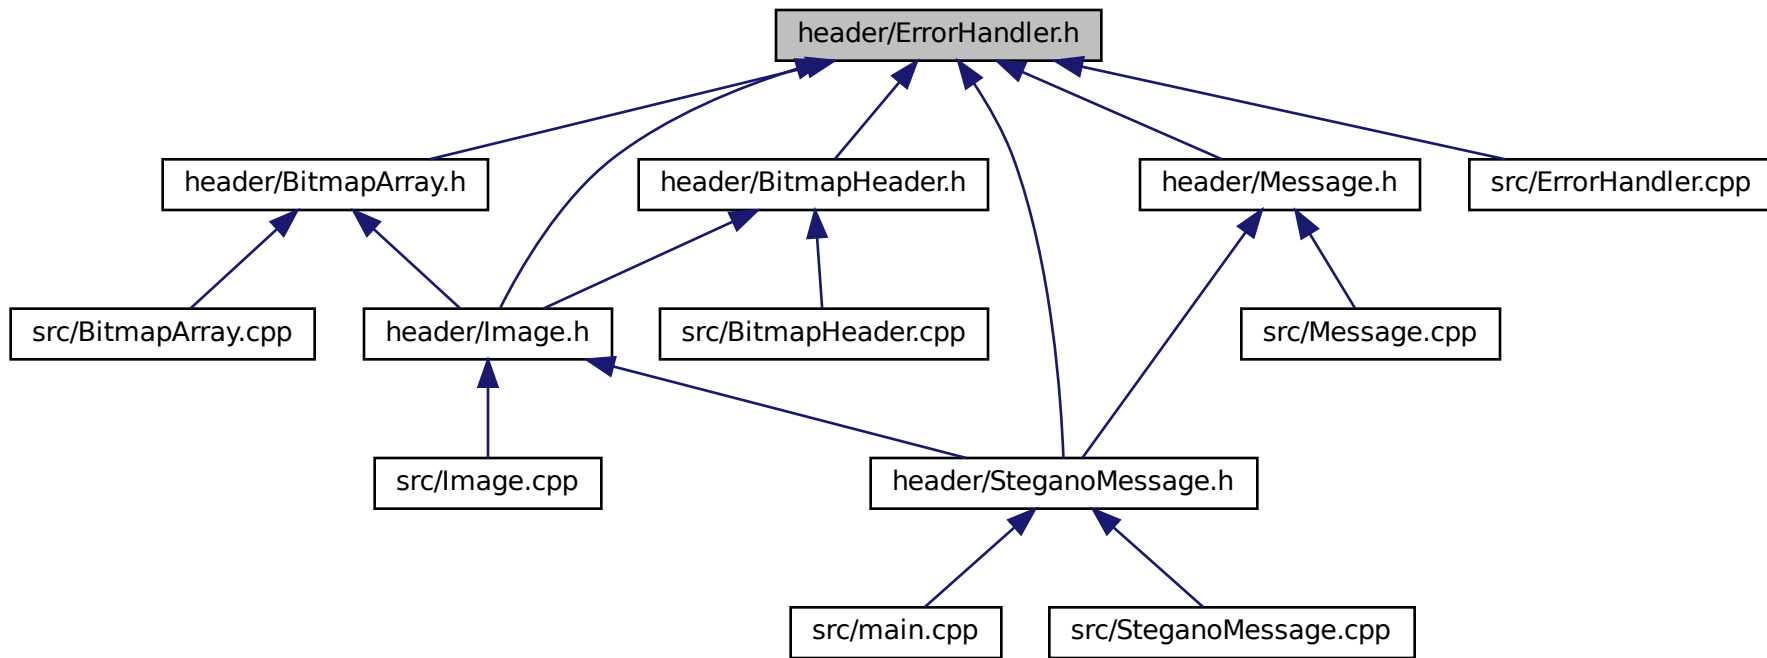 header/ErrorHandler.h
header/BitmapArray.h
header/BitmapHeader.h
header/Message.h
src/ErrorHandler.cpp
src/BitmapArray.cpp
header/Image.h
src/BitmapHeader.cpp
src/Message.cpp
src/Image.cpp
header/SteganoMessage.h
src/main.cpp
src/SteganoMessage.cpp